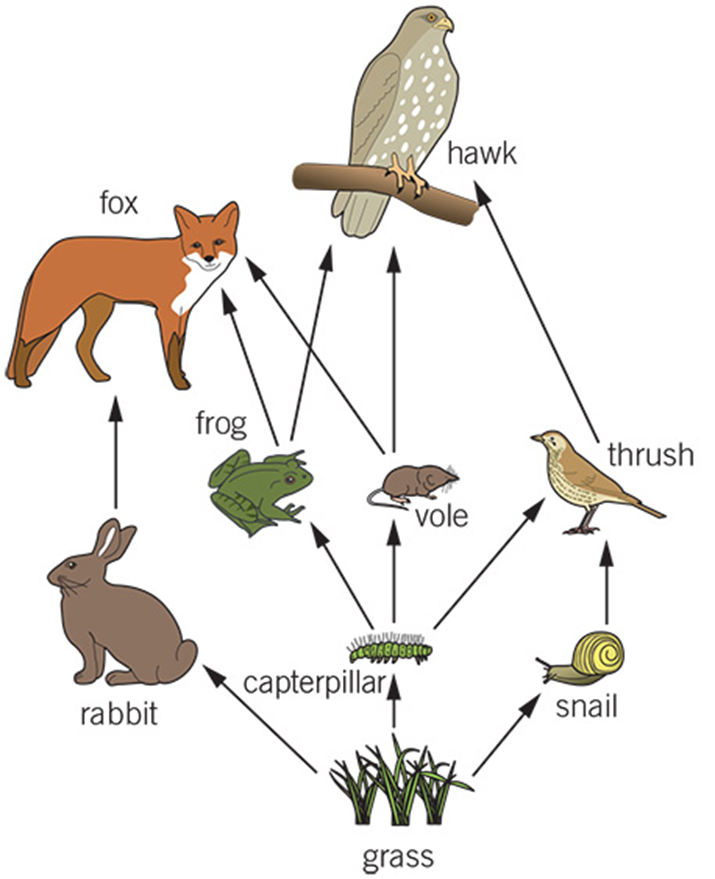 hawk
fox
frog
thrush
vole
capterpillar
rabbit
snail
grass